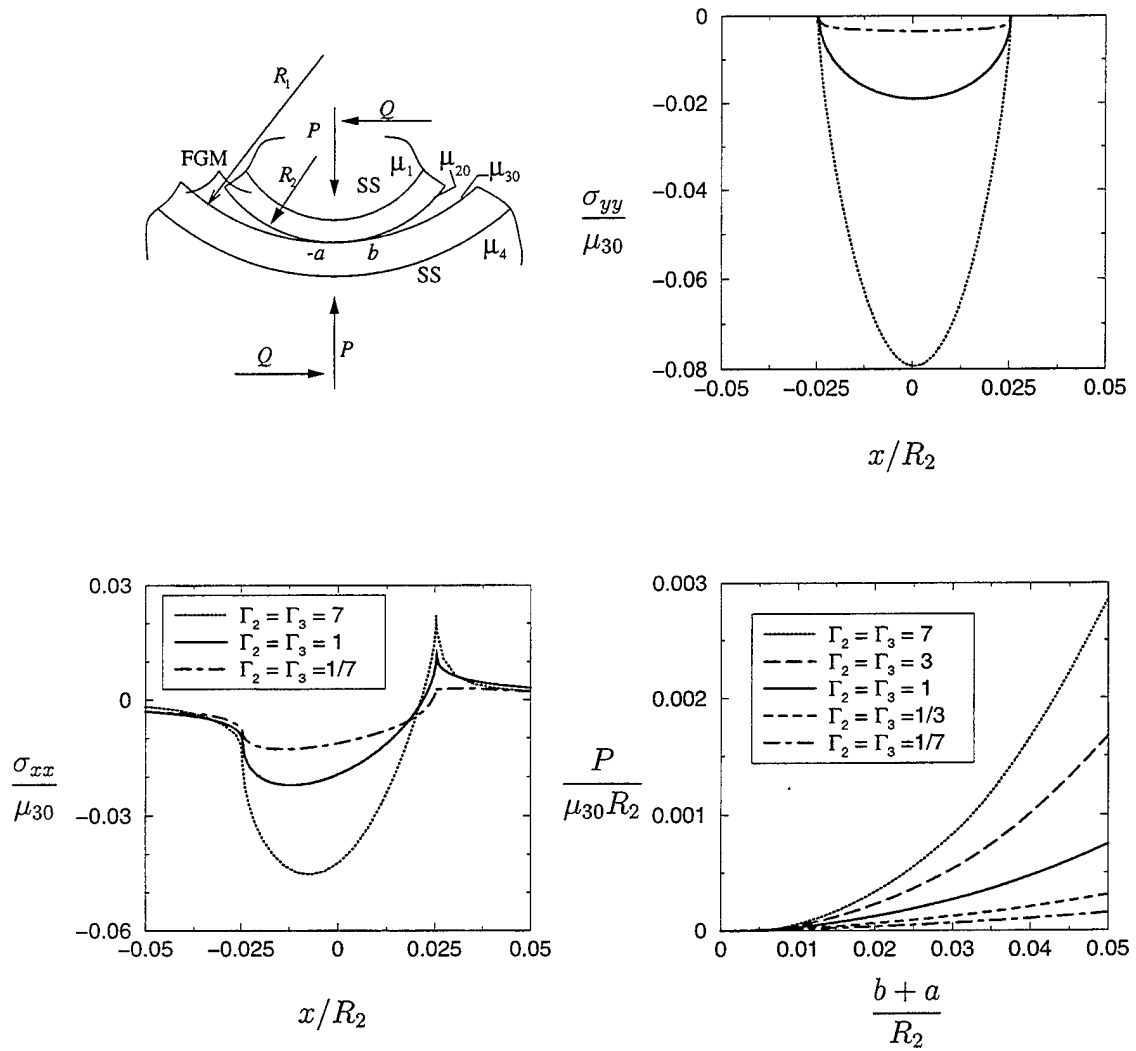 R₁
P
Q
FGM
R₂
μ₁
μ₂₀
μ₃₀
SS
-a
b
μ₄
SS
Q
P
0
−0.02
−0.04
−0.06
−0.08
σyy
μ₃₀
-0.05
-0.025
0
0.025
0.05
x/R₂
0.03
0
−0.03
−0.06
σxx
μ₃₀
Γ₂ = Γ₃ = 7
Γ₂ = Γ₃ = 1
Γ₂ = Γ₃ =1/7
-0.05
-0.025
0
0.025
0.05
x/R₂
0.003
0.002
0.001
0
P
μ₃₀R₂
Γ₂ = Γ₃ = 7
Γ₂ = Γ₃ = 3
Γ₂ = Γ₃ = 1
Γ₂ = Γ₃ =1/3
Γ₂ = Γ₃ =1/7
0
0.01
0.02
0.03
0.04
0.05
b + a
R₂